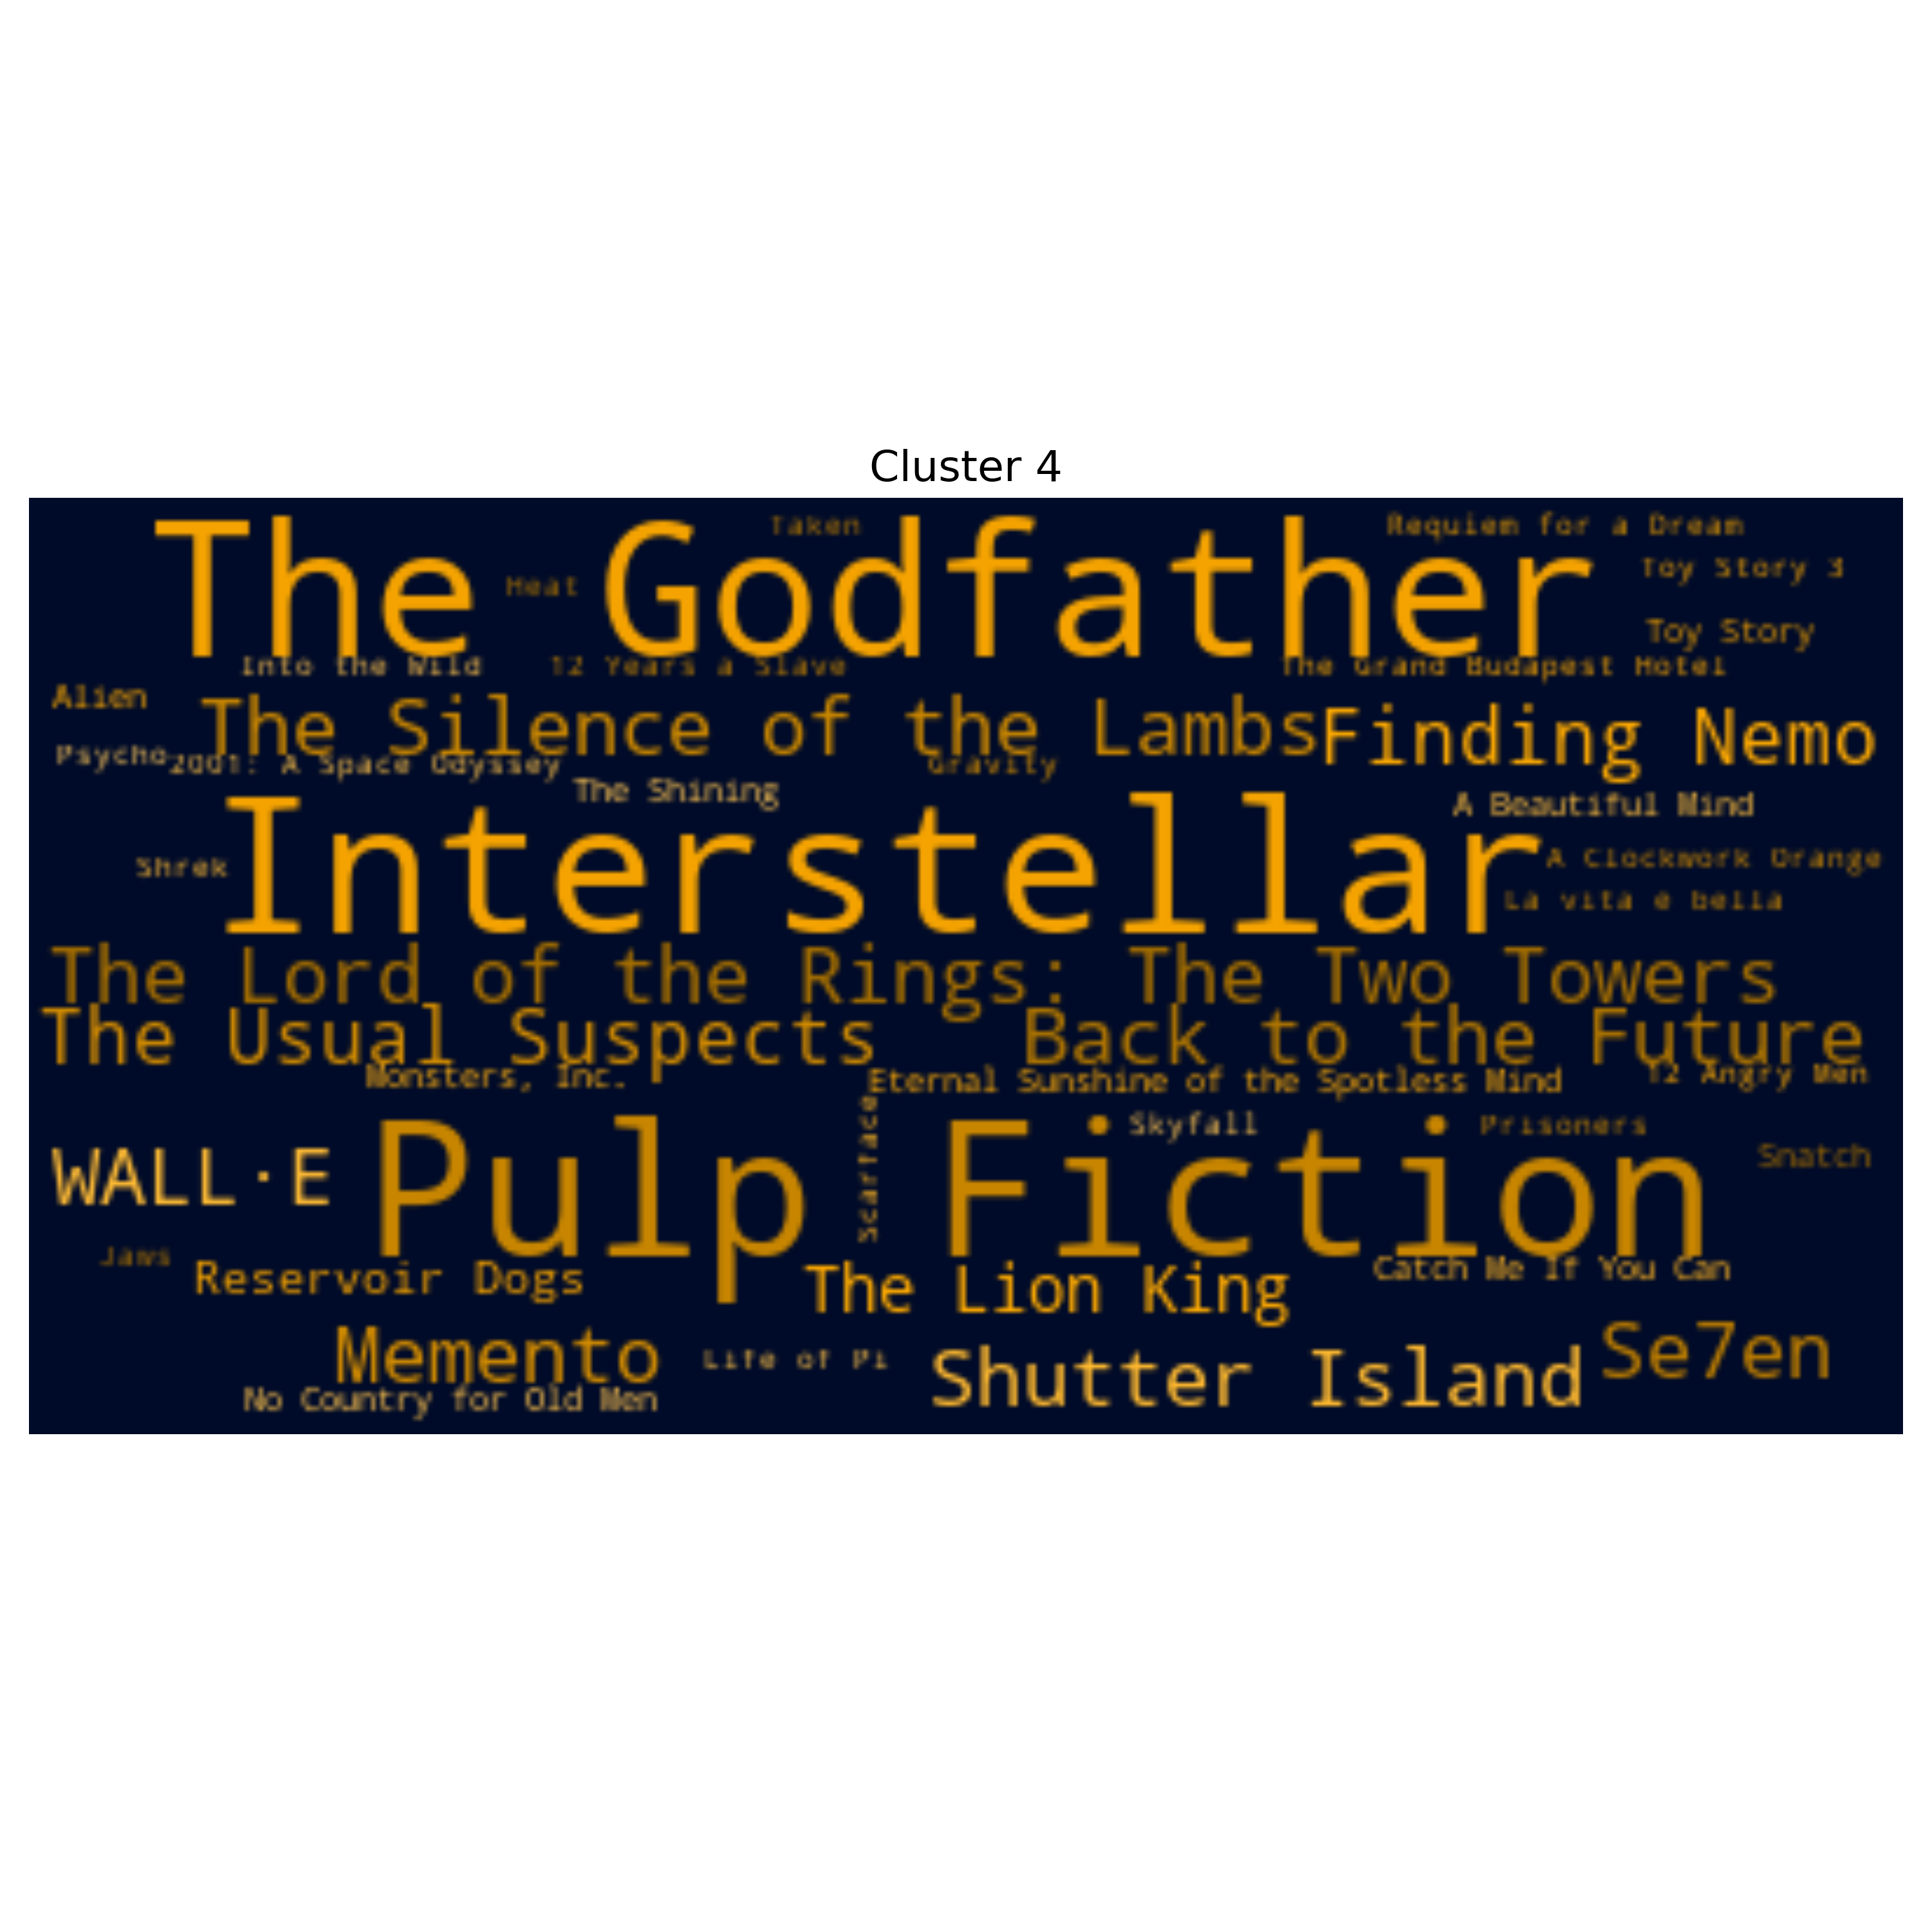 Cluster 4
Taken
Requiem for a Dream
The Godfather
Heat
Toy Story 3
Toy Story
Into the Wild
12 Years a Slave
The Grand Budapest Hotel
Alien
The Silence of the Lambs
Finding Nemo
Psycho
2001: A Space Odyssey
Gravity
The Shining
A Beautiful Mind
Interstellar
Shrek
A Clockwork Orange
La vita è bella
The Lord of the Rings: The Two Towers
The Usual Suspects
Back to the Future
Monsters, Inc.
Eternal Sunshine of the Spotless Mind
12 Angry Men
Scarface
Skyfall
Prisoners
Snatch
WALL·E
Pulp Fiction
Jaws
Reservoir Dogs
The Lion King
Catch Me If You Can
Memento
Life of Pi
Shutter Island
Se7en
No Country for Old Men